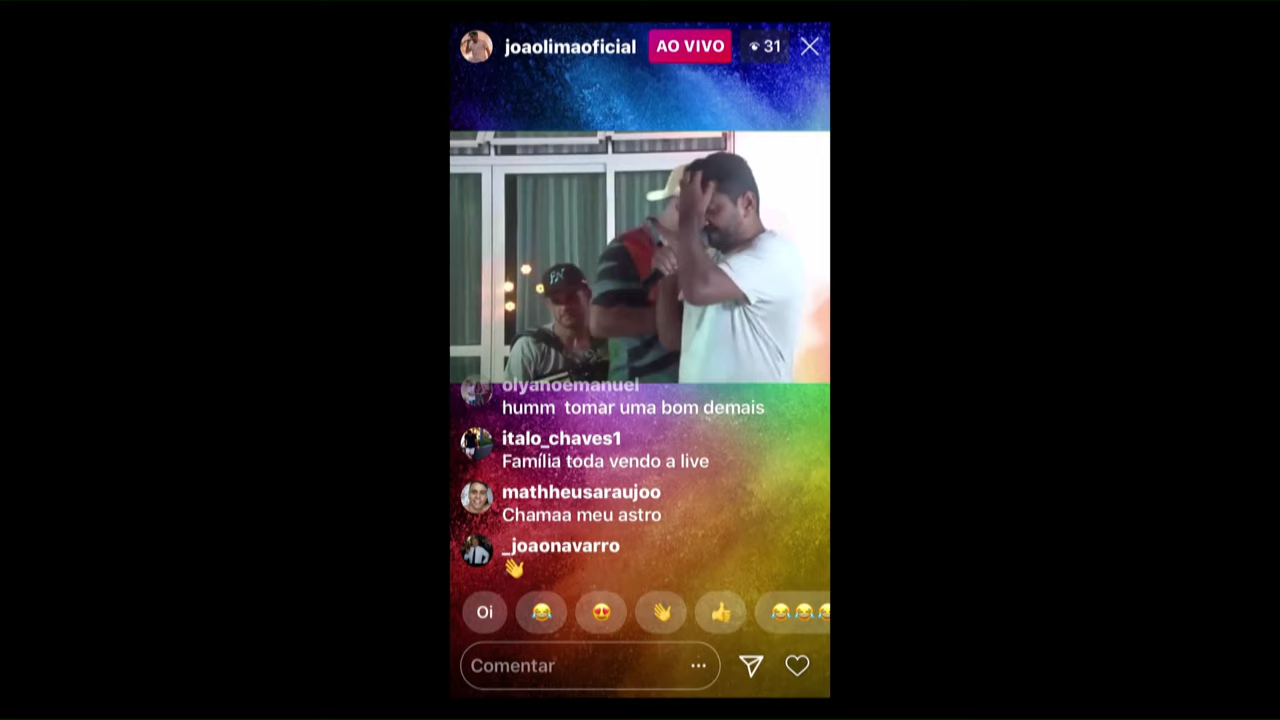 joaolimaoficial AO VIVO 31
olyanoemanuel
humm tomar uma bom demais
italo_chaves1
Família toda vendo a live
mathheusaraujoo
Chamaa meu astro
_joaonavarro
👋
Oi 😂 😍 👋 👍 😂😂😂
Comentar